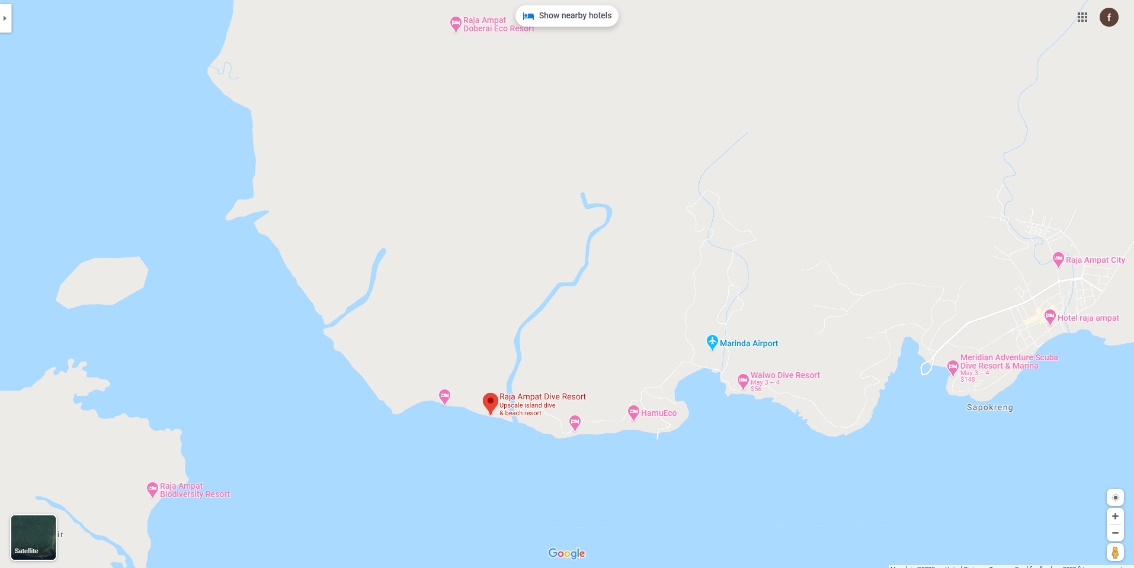 Show nearby hotels
f
Raja Ampat
Doberai Eco Resort
Raja Ampat City
Hotel raja ampat
Marinda Airport
Meridian Adventure Scuba
Dive Resort & Marina
May 3 – 4
$148
Waiwo Dive Resort
May 3 – 4
$56
Raja Ampat Dive Resort
Upscale island dive
& beach resort
HamuEco
Sapokreng
Raja Ampat
Biodiversity Resort
ir
Satellite
Google